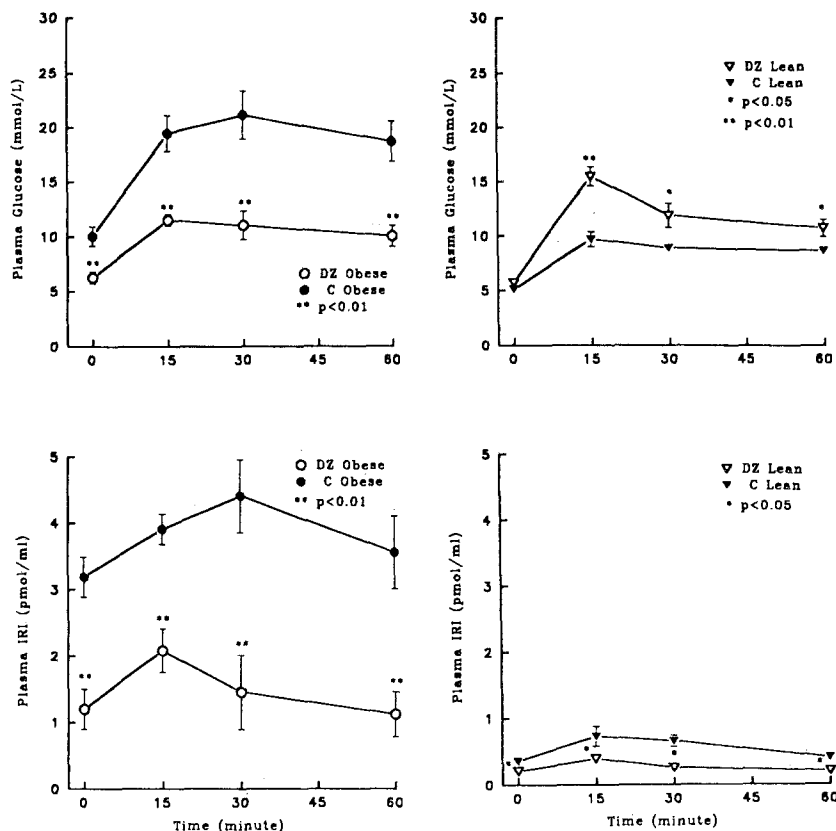 Plasma Glucose (mmol/L)
30
25
20
15
10
5
0
**
**
**
**
DZ Obese
C Obese
** p<0.01
0 15 30 45 60
Plasma Glucose (mmol/L)
30
25
20
15
10
5
0
DZ Lean
C Lean
* p<0.05
** p<0.01
**
*
*
0 15 30 45 60
Plasma IRI (pmol/ml)
5
4
3
2
1
0
DZ Obese
C Obese
** p<0.01
**
**
**
**
0 15 30 45 60
Time (minute)
Plasma IRI (pmol/ml)
5
4
3
2
1
0
DZ Lean
C Lean
* p<0.05
*
*
*
*
0 15 30 45 60
Time (minute)